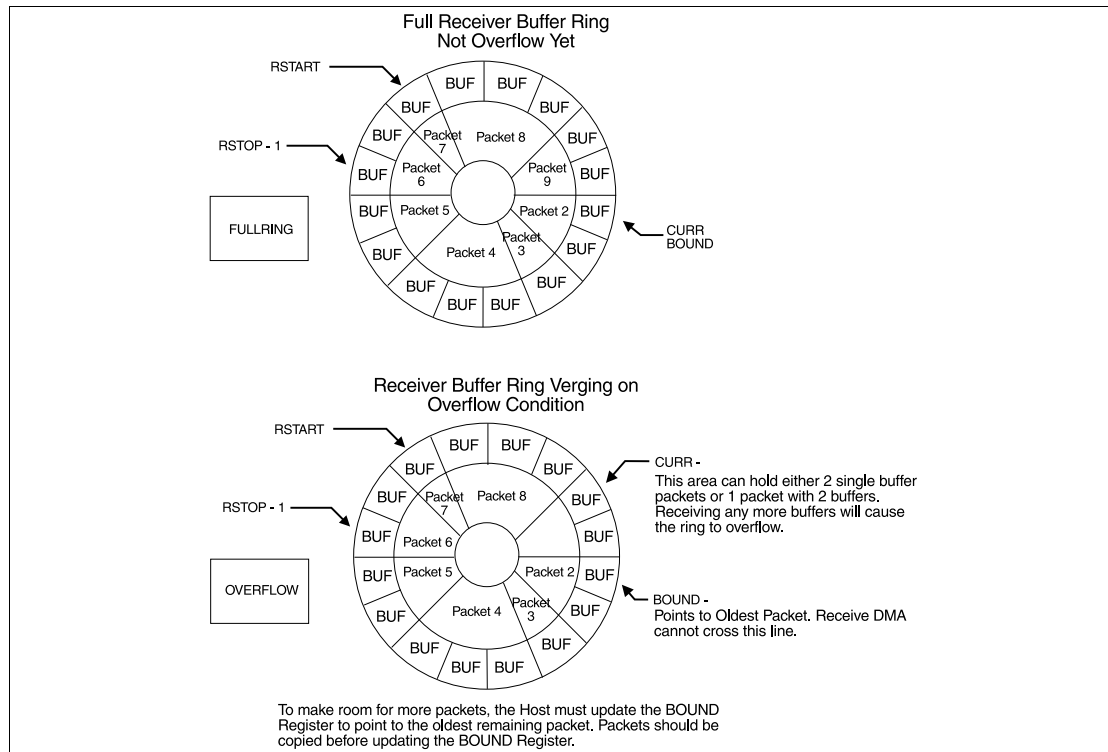 Full Receiver Buffer Ring
Not Overflow Yet
RSTART
BUF
BUF
BUF
BUF
BUF
BUF
Packet
7
Packet 8
RSTOP - 1
BUF
BUF
Packet
6
Packet
9
BUF
FULLRING
BUF
Packet 5
Packet 2
BUF
CURR
BOUND
BUF
Packet 4
Packet
3
BUF
BUF
BUF
BUF
BUF
Receiver Buffer Ring Verging on
Overflow Condition
RSTART
BUF
BUF
BUF
BUF
CURR -
This area can hold either 2 single buffer
packets or 1 packet with 2 buffers.
Receiving any more buffers will cause
the ring to overflow.
BUF
Packet
7
Packet 8
BUF
RSTOP - 1
BUF
Packet 6
BUF
OVERFLOW
BUF
Packet 5
Packet 2
BUF
BOUND -
Points to Oldest Packet. Receive DMA
cannot cross this line.
BUF
Packet 4
Packet
3
BUF
BUF
BUF
BUF
BUF
To make room for more packets, the Host must update the BOUND
Register to point to the oldest remaining packet. Packets should be
copied before updating the BOUND Register.